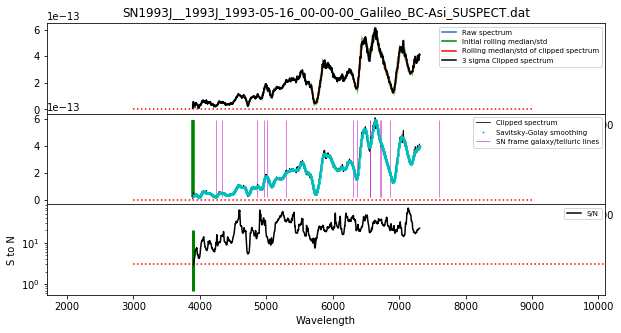 SN1993J__1993J_1993-05-16_00-00-00_Galileo_BC-Asi_SUSPECT.dat
1e−13
6
4
2
0
Raw spectrum
Initial rolling median/std
Rolling median/std of clipped spectrum
3 sigma Clipped spectrum
1e−13
6
4
2
0
Clipped spectrum
Savitsky-Golay smoothing
SN frame galaxy/telluric lines
S to N
10¹
10⁰
S/N
2000 3000 4000 5000 6000 7000 8000 9000 10000
Wavelength